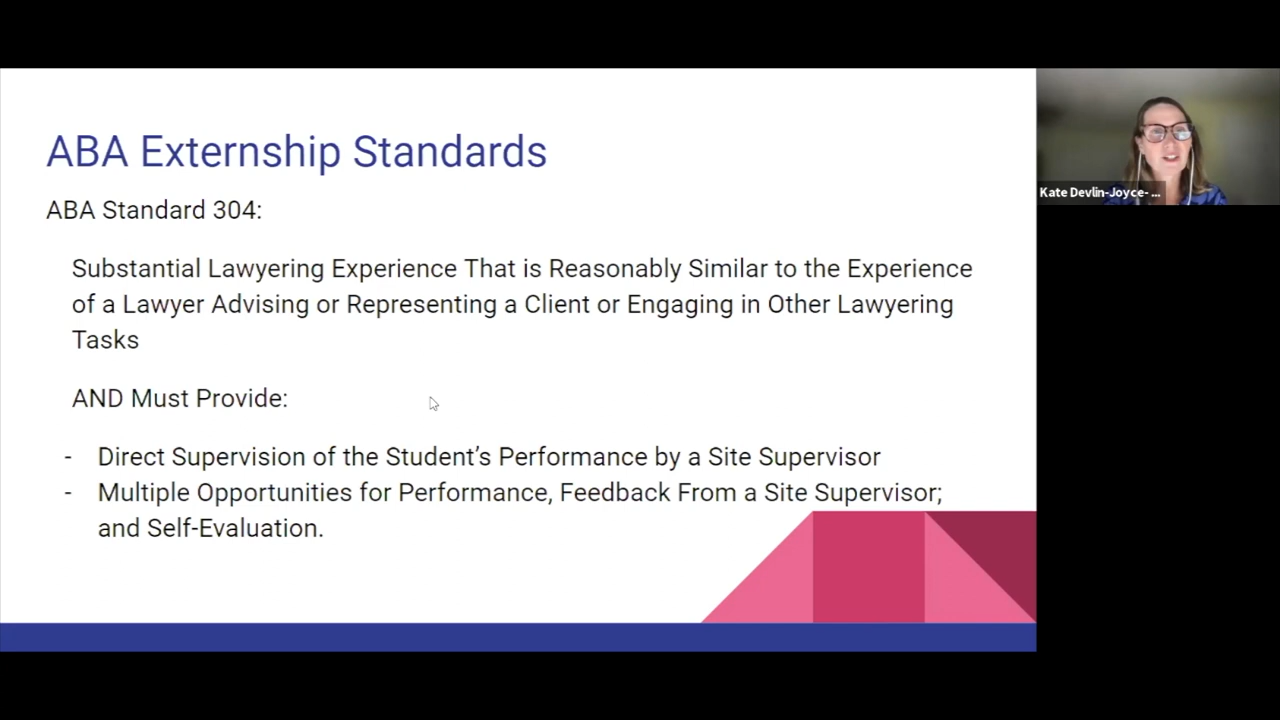 ABA Externship Standards
ABA Standard 304:
Substantial Lawyering Experience That is Reasonably Similar to the Experience
of a Lawyer Advising or Representing a Client or Engaging in Other Lawyering
Tasks
AND Must Provide:
- Direct Supervision of the Student’s Performance by a Site Supervisor
- Multiple Opportunities for Performance, Feedback From a Site Supervisor;
and Self-Evaluation.
Kate Devlin-Joyce- ...